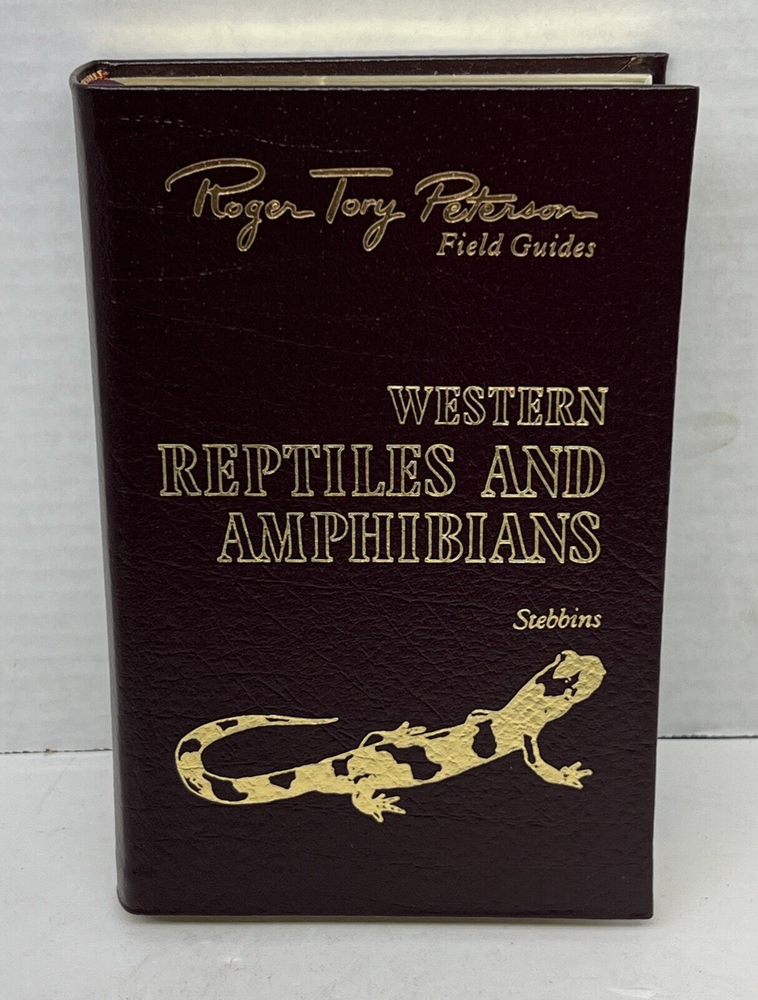 Roger Tory Peterson
Field Guides
WESTERN
REPTILES AND
AMPHIBIANS
Stebbins